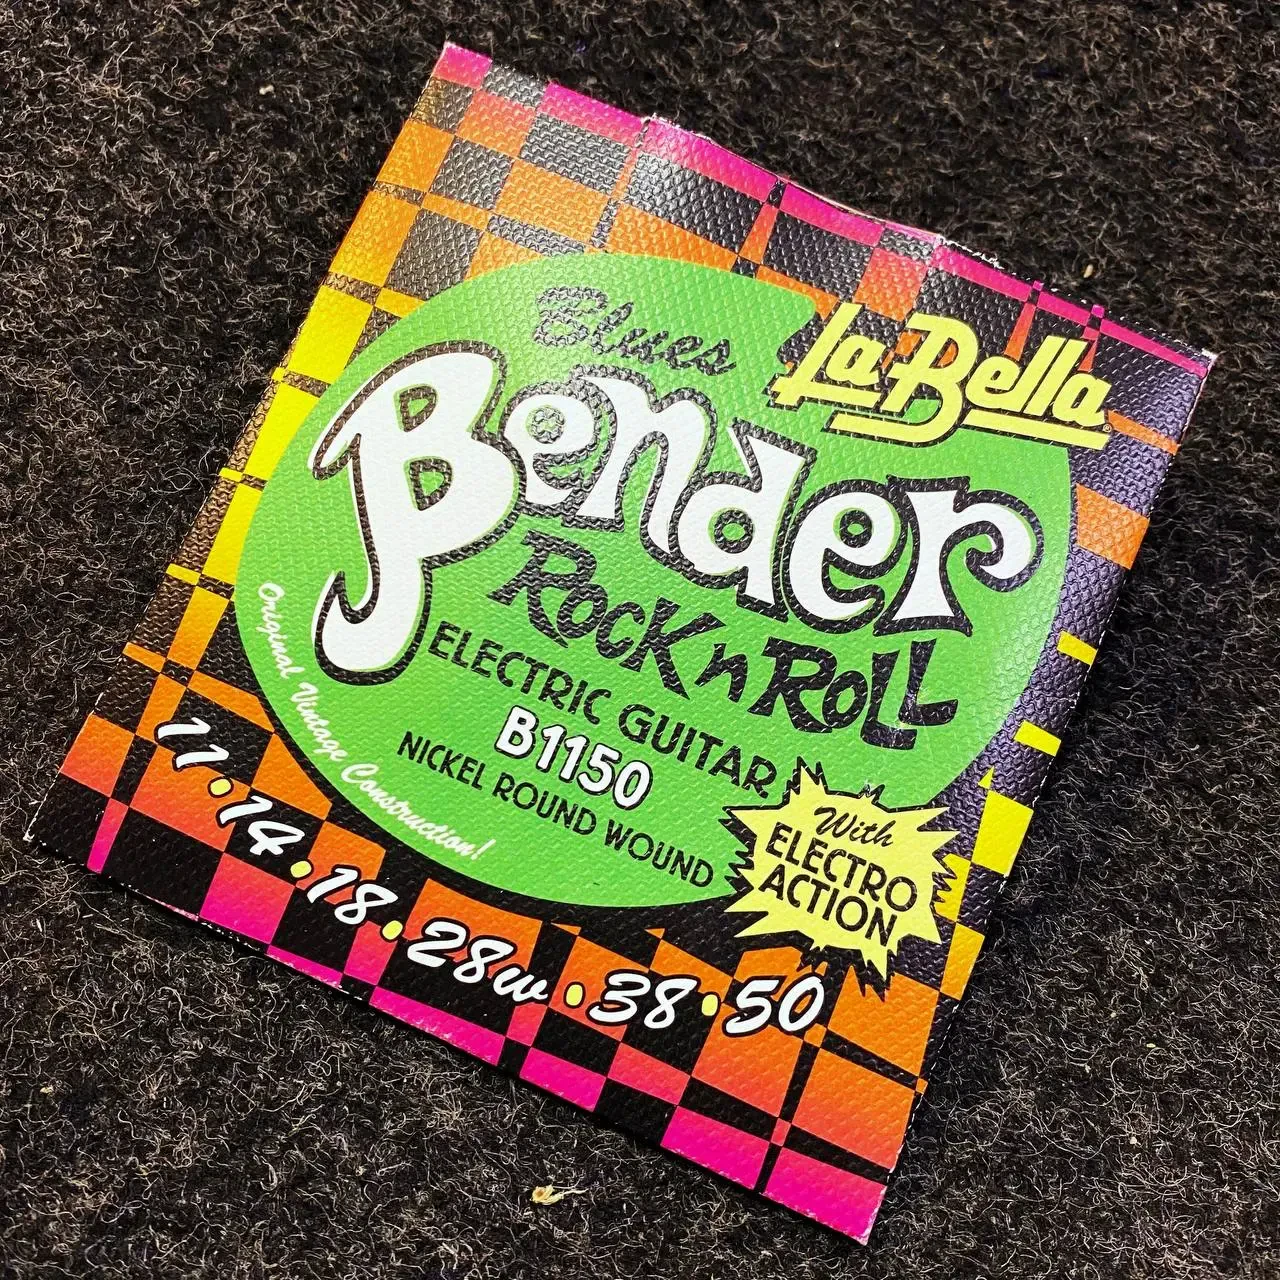 Blues
La Bella
Bender
ROCK n ROLL
ELECTRIC GUITAR
B1150
NICKEL ROUND WOUND
Original Vintage Construction!
With
ELECTRO
ACTION
11•14•18•28w•38•50